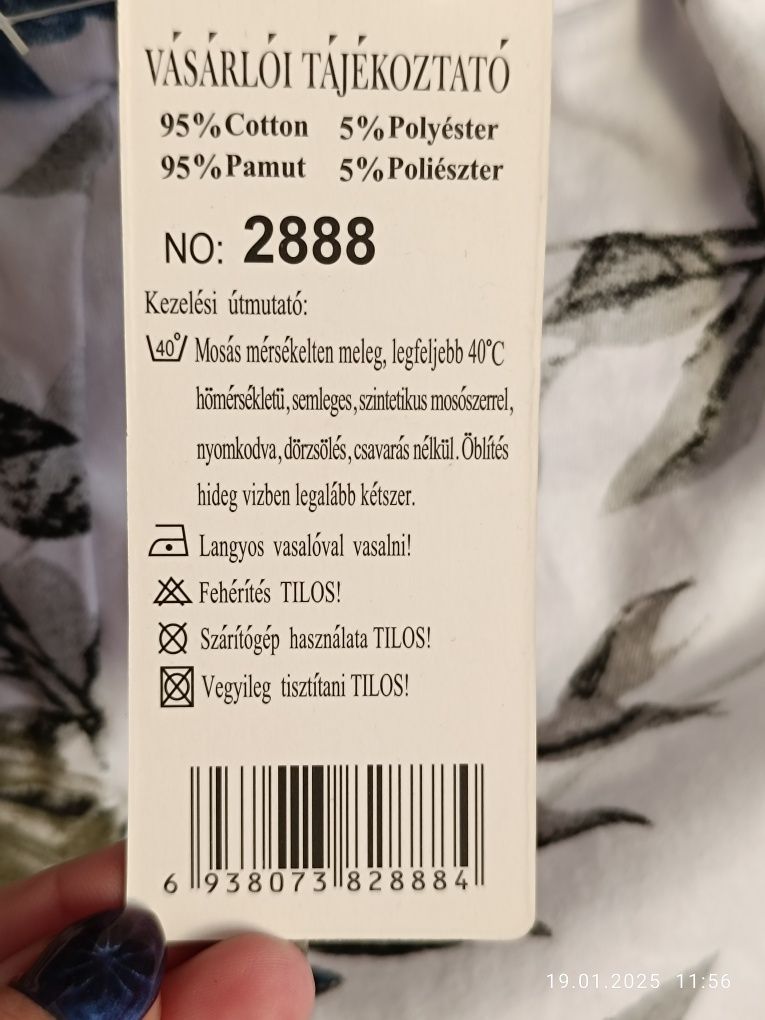 VÁSÁRLÓI TÁJÉKOZTATÓ
95%Cotton 5%Polyéster
95%Pamut 5%Poliészter
NO: 2888
Kezelési útmutató:
40° Mosás mérsékelten meleg, legfeljebb 40°C
hömérsékletü, semleges, szintetikus mosószerrel,
nyomkodva, dörzsölés, csavarás nélkül. Öblítés
hideg vizben legalább kétszer.
Langyos vasalóval vasalni!
Fehérítés TILOS!
Szárítógép használata TILOS!
Vegyileg tisztítani TILOS!
6 938073 828884
19.01.2025 11:56